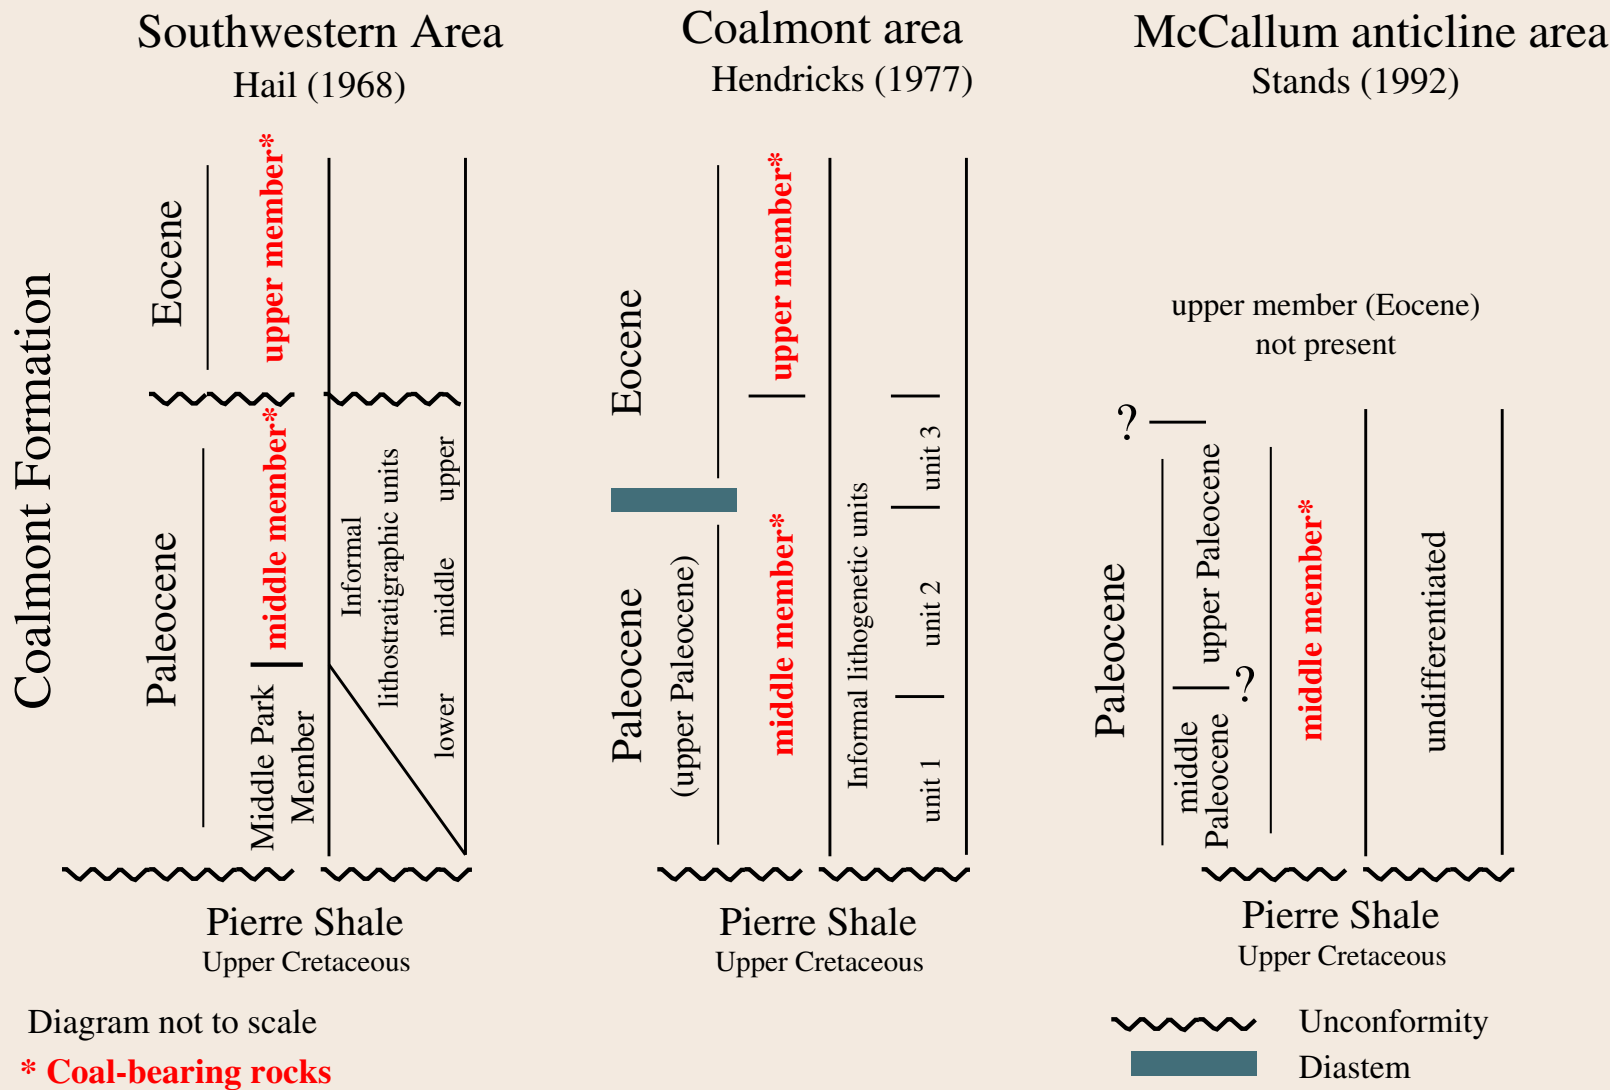 Southwestern Area
Hail (1968)
Coalmont area
Hendricks (1977)
McCallum anticline area
Stands (1992)
Coalmont Formation
Eocene
upper member*
Paleocene
middle member*
Middle Park
Member
Informal
lithostratigraphic units
upper
middle
lower
Pierre Shale
Upper Cretaceous
Eocene
upper member*
Paleocene
(upper Paleocene)
middle member*
Informal lithogenetic units
unit 3
unit 2
unit 1
Pierre Shale
Upper Cretaceous
upper member (Eocene)
not present
?
Paleocene
upper Paleocene
?
middle
Paleocene
middle member*
undifferentiated
Pierre Shale
Upper Cretaceous
Diagram not to scale
* Coal-bearing rocks
Unconformity
Diastem